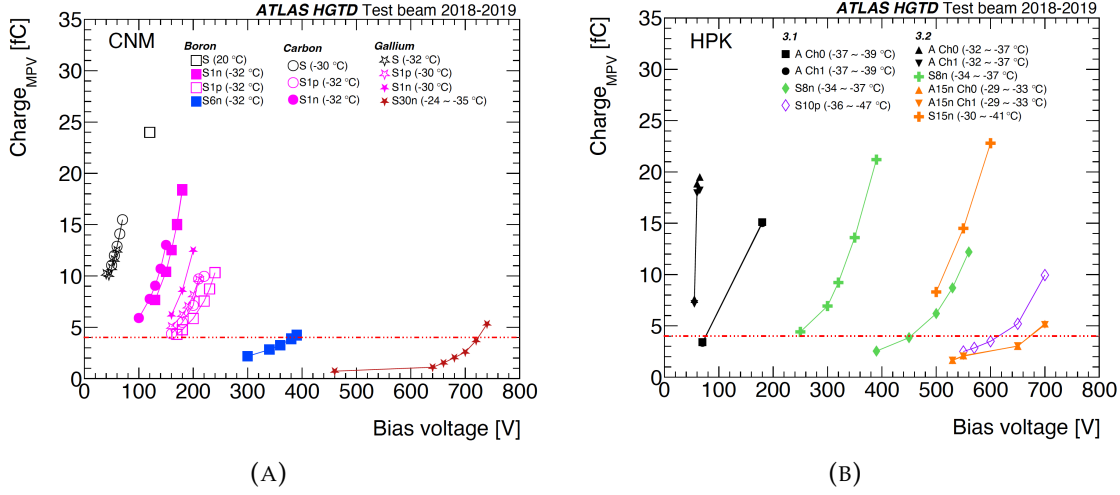 ATLAS HGTD Test beam 2018-2019
CNM
Boron
S (20 °C)
S1n (-32 °C)
S1p (-32 °C)
S6n (-32 °C)
Carbon
S (-30 °C)
S1p (-32 °C)
S1n (-32 °C)
Gallium
S (-32 °C)
S1p (-30 °C)
S1n (-30 °C)
S30n (-24 ~ -35 °C)
Charge_MPV [fC]
35
30
25
20
15
10
5
0
0 100 200 300 400 500 600 700 800
Bias voltage [V]
(A)
ATLAS HGTD Test beam 2018-2019
HPK
3.1
A Ch0 (-37 ~ -39 °C)
A Ch1 (-37 ~ -39 °C)
S8n (-34 ~ -37 °C)
S10p (-36 ~ -47 °C)
3.2
A Ch0 (-32 ~ -37 °C)
A Ch1 (-32 ~ -37 °C)
S8n (-34 ~ -37 °C)
A15n Ch0 (-29 ~ -33 °C)
A15n Ch1 (-29 ~ -33 °C)
S15n (-30 ~ -41 °C)
Charge_MPV [fC]
35
30
25
20
15
10
5
0
0 100 200 300 400 500 600 700 800
Bias voltage [V]
(B)